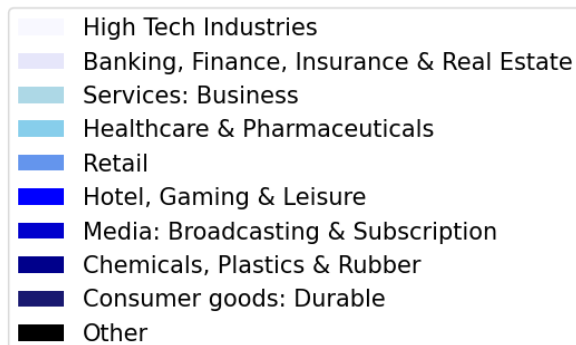 High Tech Industries
Banking, Finance, Insurance & Real Estate
Services: Business
Healthcare & Pharmaceuticals
Retail
Hotel, Gaming & Leisure
Media: Broadcasting & Subscription
Chemicals, Plastics & Rubber
Consumer goods: Durable
Other